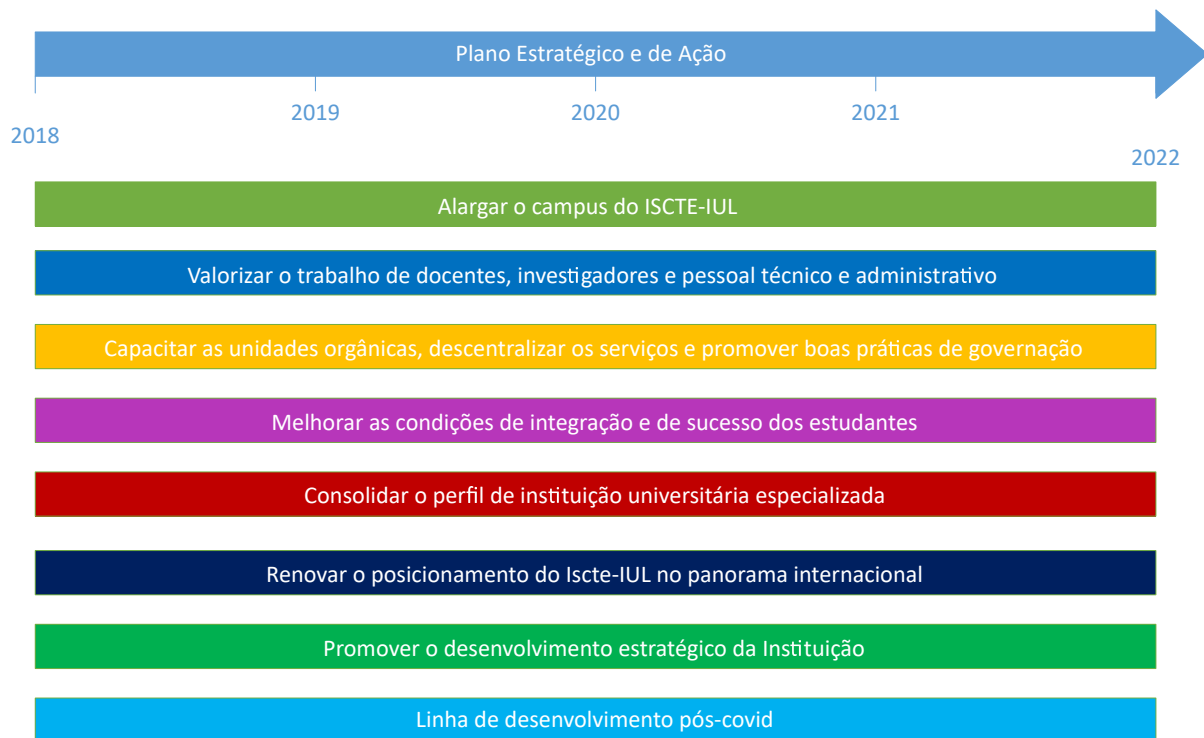 Plano Estratégico e de Ação
2018
2019
2020
2021
2022
Alargar o campus do ISCTE-IUL
Valorizar o trabalho de docentes, investigadores e pessoal técnico e administrativo
Capacitar as unidades orgânicas, descentralizar os serviços e promover boas práticas de governação
Melhorar as condições de integração e de sucesso dos estudantes
Consolidar o perfil de instituição universitária especializada
Renovar o posicionamento do Iscte-IUL no panorama internacional
Promover o desenvolvimento estratégico da Instituição
Linha de desenvolvimento pós-covid